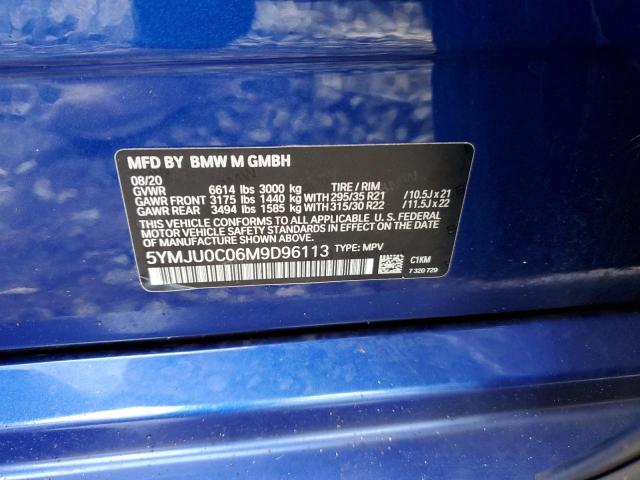 MFD BY BMW M GMBH
08/20
GVWR 6614 lbs 3000 kg TIRE / RIM
GAWR FRONT 3175 lbs 1440 kg WITH 295/35 R21 / 10.5J x 21
GAWR REAR 3494 lbs 1585 kg WITH 315/30 R22 / 11.5J x 22
THIS VEHICLE CONFORMS TO ALL APPLICABLE U. S. FEDERAL
MOTOR VEHICLE SAFETY STANDARDS IN EFFECT ON THE DATE
OF MANUFACTURE SHOWN ABOVE.
5YMJU0C06M9D96113 TYPE: MPV
C1KM
7 320 729